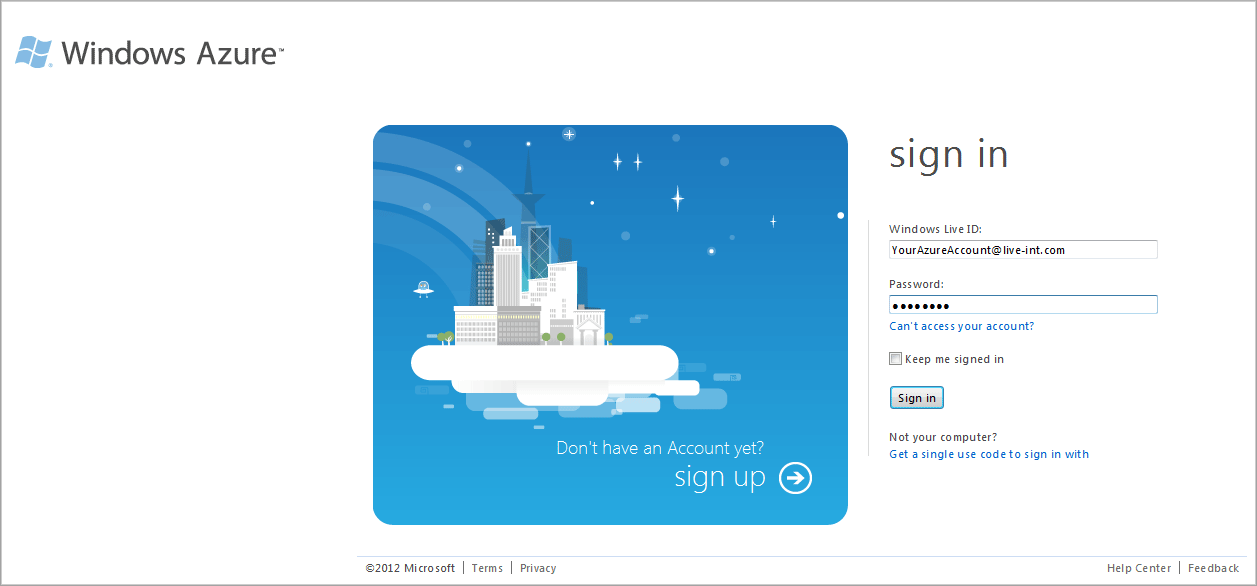 Windows Azure™
sign in
Windows Live ID:
YourAzureAccount@live-int.com
Password:
●●●●●●●●
Can't access your account?
Keep me signed in
Sign in
Not your computer?
Get a single use code to sign in with
Don't have an Account yet?
sign up
©2012 Microsoft | Terms | Privacy
Help Center | Feedback